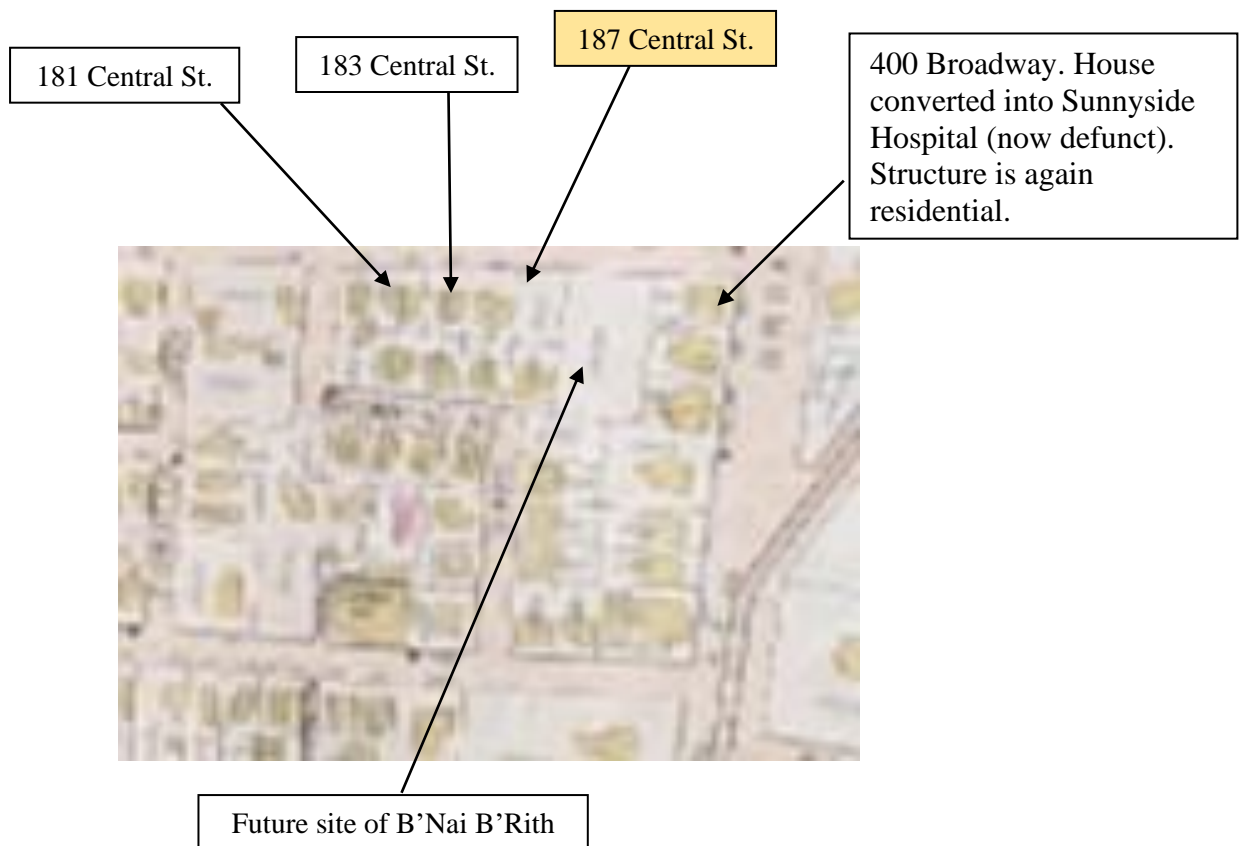 187 Central St.
181 Central St.
183 Central St.
400 Broadway. House
converted into Sunnyside
Hospital (now defunct).
Structure is again
residential.
Future site of B’Nai B’Rith